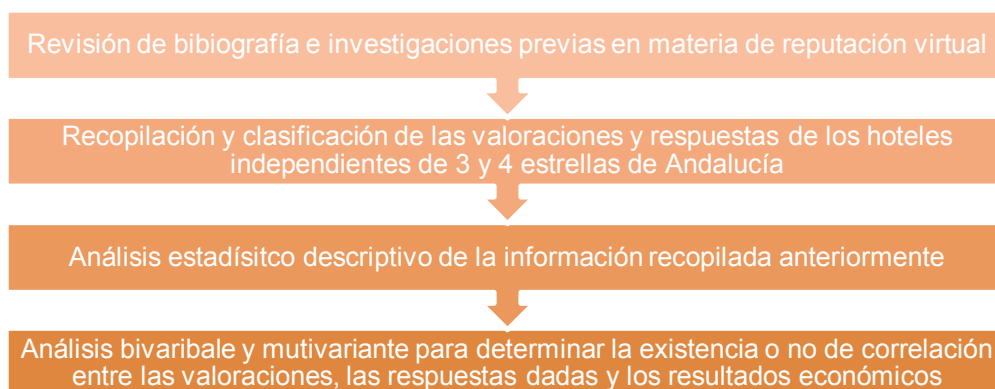 Revisión de bibiografía e investigaciones previas en materia de reputación virtual
Recopilación y clasificación de las valoraciones y respuestas de los hoteles
independientes de 3 y 4 estrellas de Andalucía
Análisis estadísitco descriptivo de la información recopilada anteriormente
Análisis bivaribale y mutivariante para determinar la existencia o no de correlación
entre las valoraciones, las respuestas dadas y los resultados económicos